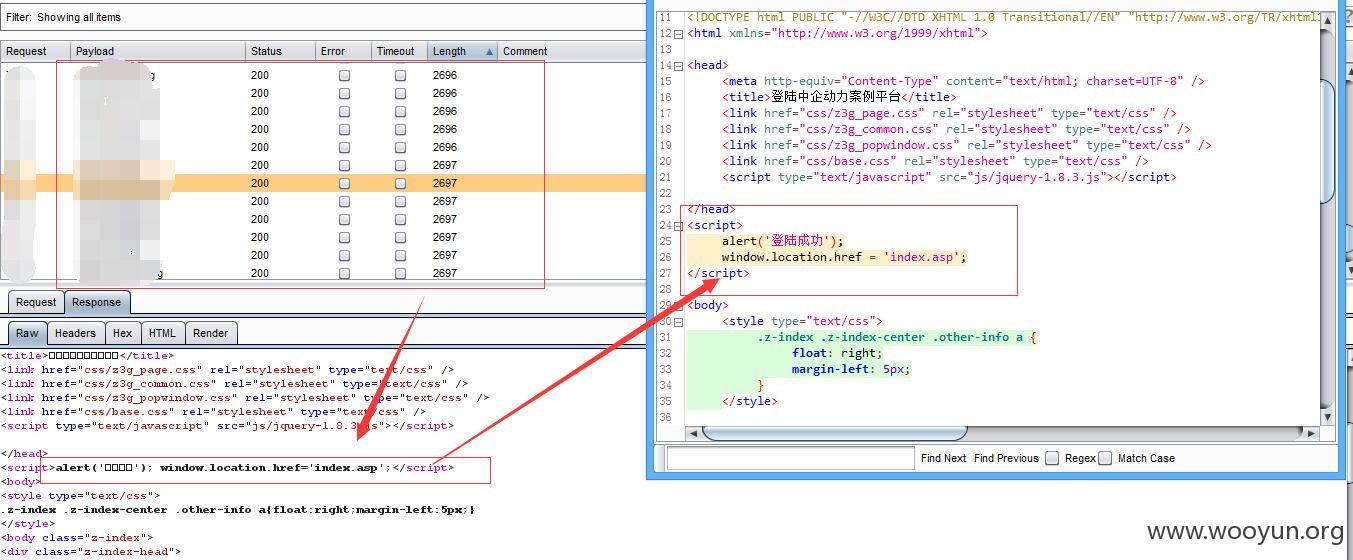 Filter: Showing all items
Request Payload Status Error Timeout Length Comment
200 2696
200 2696
200 2696
200 2696
200 2696
200 2697
200 2697
200 2697
200 2697
200 2697
200 2697
200 2697
Request Response
Raw Headers Hex HTML Render
<title>□□□□□□□□□□</title>
<link href="css/z3g_page.css" rel="stylesheet" type="text/css" />
<link href="css/z3g_common.css" rel="stylesheet" type="text/css" />
<link href="css/z3g_popwindow.css" rel="stylesheet" type="text/css" />
<link href="css/base.css" rel="stylesheet" type="text/css" />
<script type="text/javascript" src="js/jquery-1.8.3.js"></script>
</head>
<script>alert('□□□□'); window.location.href='index.asp';</script>
<body>
<style type="text/css">
.z-index .z-index-center .other-info a{float:right;margin-left:5px;}
</style>
<body class="z-index">
<div class="z-index-head">
11 <!DOCTYPE html PUBLIC "-//W3C//DTD XHTML 1.0 Transitional//EN" "http://www.w3.org/TR/xhtml1
12 <html xmlns="http://www.w3.org/1999/xhtml">
13
14 <head>
15 <meta http-equiv="Content-Type" content="text/html; charset=UTF-8" />
16 <title>登陆中企动力案例平台</title>
17 <link href="css/z3g_page.css" rel="stylesheet" type="text/css" />
18 <link href="css/z3g_common.css" rel="stylesheet" type="text/css" />
19 <link href="css/z3g_popwindow.css" rel="stylesheet" type="text/css" />
20 <link href="css/base.css" rel="stylesheet" type="text/css" />
21 <script type="text/javascript" src="js/jquery-1.8.3.js"></script>
22
23 </head>
24 <script>
25 alert('登陆成功');
26 window.location.href = 'index.asp';
27 </script>
28
29 <body>
30 <style type="text/css">
31 .z-index .z-index-center .other-info a {
32 float: right;
33 margin-left: 5px;
34 }
35 </style>
36
Find Next Find Previous Regex Match Case
www.wooyun.org